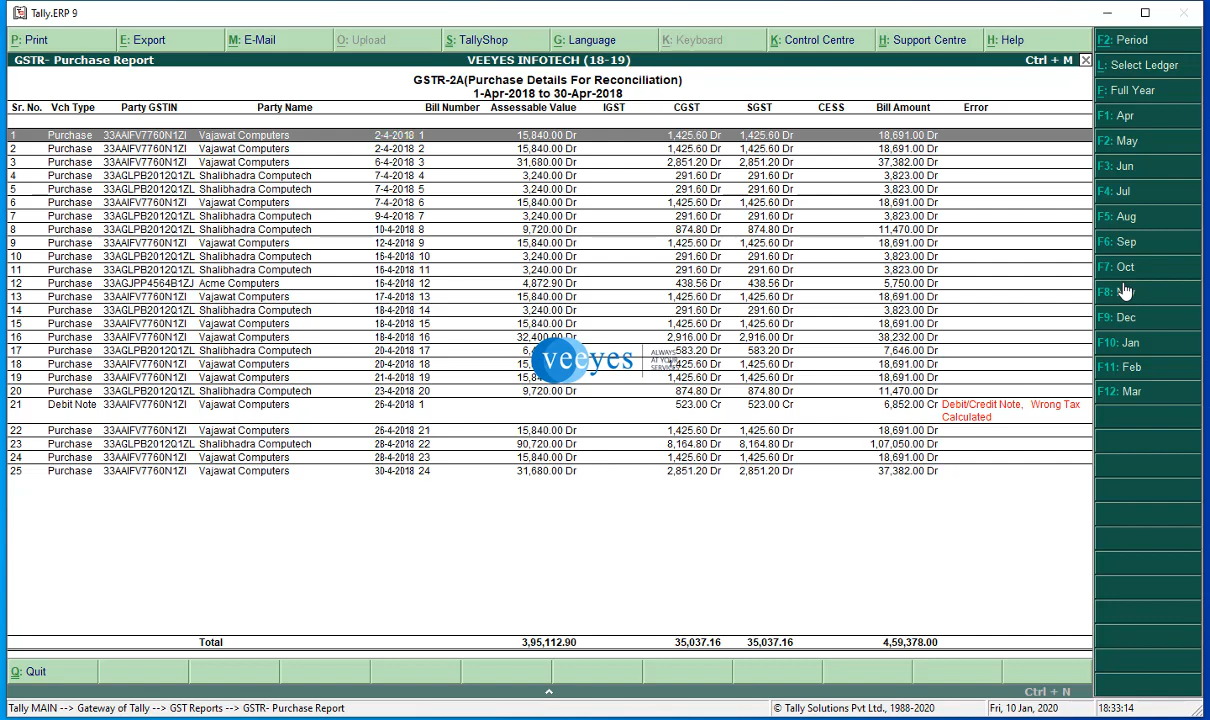 Tally.ERP 9
P: Print E: Export M: E-Mail O: Upload S: TallyShop G: Language K: Keyboard K: Control Centre H: Support Centre H: Help
GSTR- Purchase Report VEEYES INFOTECH (18-19) Ctrl + M
GSTR-2A(Purchase Details For Reconciliation)
1-Apr-2018 to 30-Apr-2018
Sr. No. Vch Type Party GSTIN Party Name Bill Number Assessable Value IGST CGST SGST CESS Bill Amount Error
1 Purchase 33AAIFV7760N1ZI Vajawat Computers 2-4-2018 1 15,840.00 Dr 1,425.60 Dr 1,425.60 Dr 18,691.00 Dr
2 Purchase 33AAIFV7760N1ZI Vajawat Computers 2-4-2018 2 15,840.00 Dr 1,425.60 Dr 1,425.60 Dr 18,691.00 Dr
3 Purchase 33AAIFV7760N1ZI Vajawat Computers 6-4-2018 3 31,680.00 Dr 2,851.20 Dr 2,851.20 Dr 37,382.00 Dr
4 Purchase 33AGLPB2012Q1ZL Shalibhadra Computech 7-4-2018 4 3,240.00 Dr 291.60 Dr 291.60 Dr 3,823.00 Dr
5 Purchase 33AGLPB2012Q1ZL Shalibhadra Computech 7-4-2018 5 3,240.00 Dr 291.60 Dr 291.60 Dr 3,823.00 Dr
6 Purchase 33AAIFV7760N1ZI Vajawat Computers 7-4-2018 6 15,840.00 Dr 1,425.60 Dr 1,425.60 Dr 18,691.00 Dr
7 Purchase 33AGLPB2012Q1ZL Shalibhadra Computech 9-4-2018 7 3,240.00 Dr 291.60 Dr 291.60 Dr 3,823.00 Dr
8 Purchase 33AGLPB2012Q1ZL Shalibhadra Computech 10-4-2018 8 9,720.00 Dr 874.80 Dr 874.80 Dr 11,470.00 Dr
9 Purchase 33AAIFV7760N1ZI Vajawat Computers 12-4-2018 9 15,840.00 Dr 1,425.60 Dr 1,425.60 Dr 18,691.00 Dr
10 Purchase 33AGLPB2012Q1ZL Shalibhadra Computech 16-4-2018 10 3,240.00 Dr 291.60 Dr 291.60 Dr 3,823.00 Dr
11 Purchase 33AGLPB2012Q1ZL Shalibhadra Computech 16-4-2018 11 3,240.00 Dr 291.60 Dr 291.60 Dr 3,823.00 Dr
12 Purchase 33AGJPP4564B1ZJ Acme Computers 16-4-2018 12 4,872.90 Dr 438.56 Dr 438.56 Dr 5,750.00 Dr
13 Purchase 33AAIFV7760N1ZI Vajawat Computers 17-4-2018 13 15,840.00 Dr 1,425.60 Dr 1,425.60 Dr 18,691.00 Dr
14 Purchase 33AGLPB2012Q1ZL Shalibhadra Computech 18-4-2018 14 3,240.00 Dr 291.60 Dr 291.60 Dr 3,823.00 Dr
15 Purchase 33AAIFV7760N1ZI Vajawat Computers 18-4-2018 15 15,840.00 Dr 1,425.60 Dr 1,425.60 Dr 18,691.00 Dr
16 Purchase 33AAIFV7760N1ZI Vajawat Computers 18-4-2018 16 32,400.00 Dr 2,916.00 Dr 2,916.00 Dr 38,232.00 Dr
17 Purchase 33AGLPB2012Q1ZL Shalibhadra Computech 20-4-2018 17 583.20 Dr 583.20 Dr 7,646.00 Dr
18 Purchase 33AAIFV7760N1ZI Vajawat Computers 20-4-2018 18 1,425.60 Dr 1,425.60 Dr 18,691.00 Dr
19 Purchase 33AAIFV7760N1ZI Vajawat Computers 21-4-2018 19 1,425.60 Dr 1,425.60 Dr 18,691.00 Dr
20 Purchase 33AGLPB2012Q1ZL Shalibhadra Computech 23-4-2018 20 9,720.00 Dr 874.80 Dr 874.80 Dr 11,470.00 Dr
21 Debit Note 33AAIFV7760N1ZI Vajawat Computers 26-4-2018 1 523.00 Cr 523.00 Cr 6,852.00 Cr Debit/Credit Note, Wrong Tax
Calculated
22 Purchase 33AAIFV7760N1ZI Vajawat Computers 26-4-2018 21 15,840.00 Dr 1,425.60 Dr 1,425.60 Dr 18,691.00 Dr
23 Purchase 33AGLPB2012Q1ZL Shalibhadra Computech 28-4-2018 22 90,720.00 Dr 8,164.80 Dr 8,164.80 Dr 1,07,050.00 Dr
24 Purchase 33AAIFV7760N1ZI Vajawat Computers 28-4-2018 23 15,840.00 Dr 1,425.60 Dr 1,425.60 Dr 18,691.00 Dr
25 Purchase 33AAIFV7760N1ZI Vajawat Computers 30-4-2018 24 31,680.00 Dr 2,851.20 Dr 2,851.20 Dr 37,382.00 Dr
veeyes
ALWAYS
AT YOUR
SERVICE
Total 3,95,112.90 35,037.16 35,037.16 4,59,378.00
Q: Quit
Ctrl + N
Tally MAIN --> Gateway of Tally --> GST Reports --> GSTR- Purchase Report © Tally Solutions Pvt Ltd., 1988-2020 Fri, 10 Jan, 2020 18:33:14
F2: Period
L: Select Ledger
F: Full Year
F1: Apr
F2: May
F3: Jun
F4: Jul
F5: Aug
F6: Sep
F7: Oct
F8:
F9: Dec
F10: Jan
F11: Feb
F12: Mar